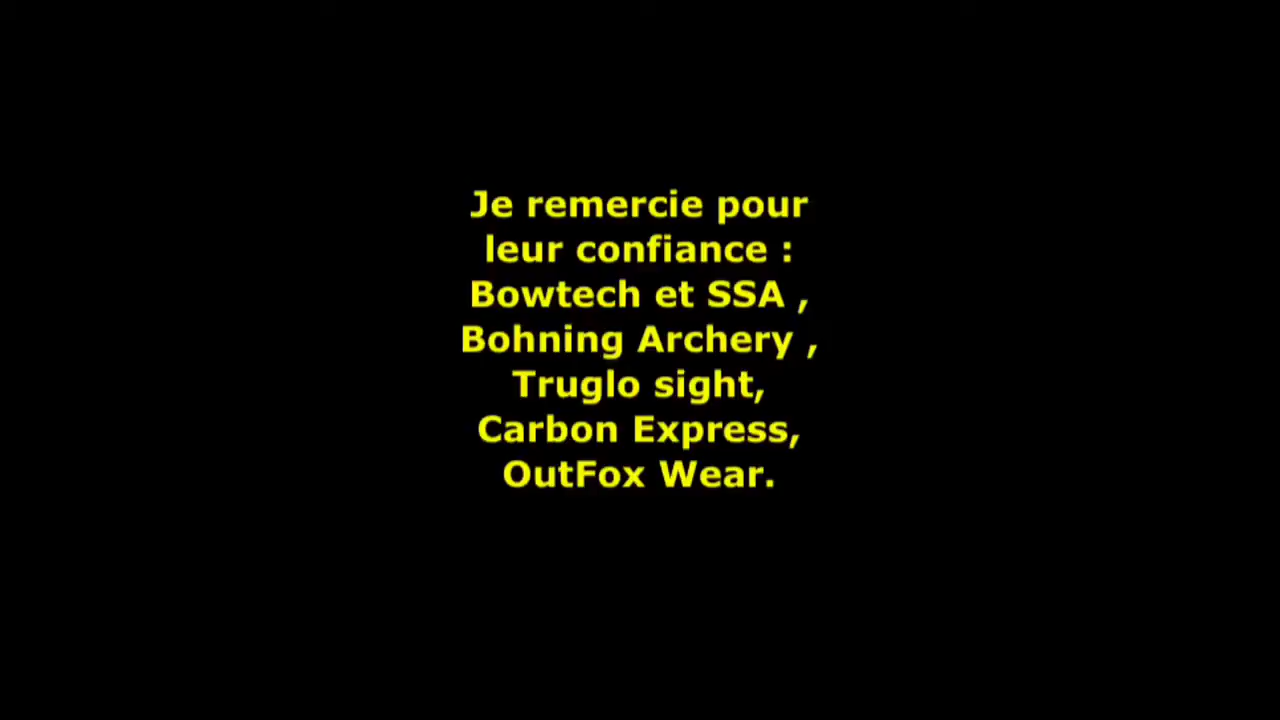 Je remercie pour
leur confiance :
Bowtech et SSA ,
Bohning Archery ,
Truglo sight,
Carbon Express,
OutFox Wear.